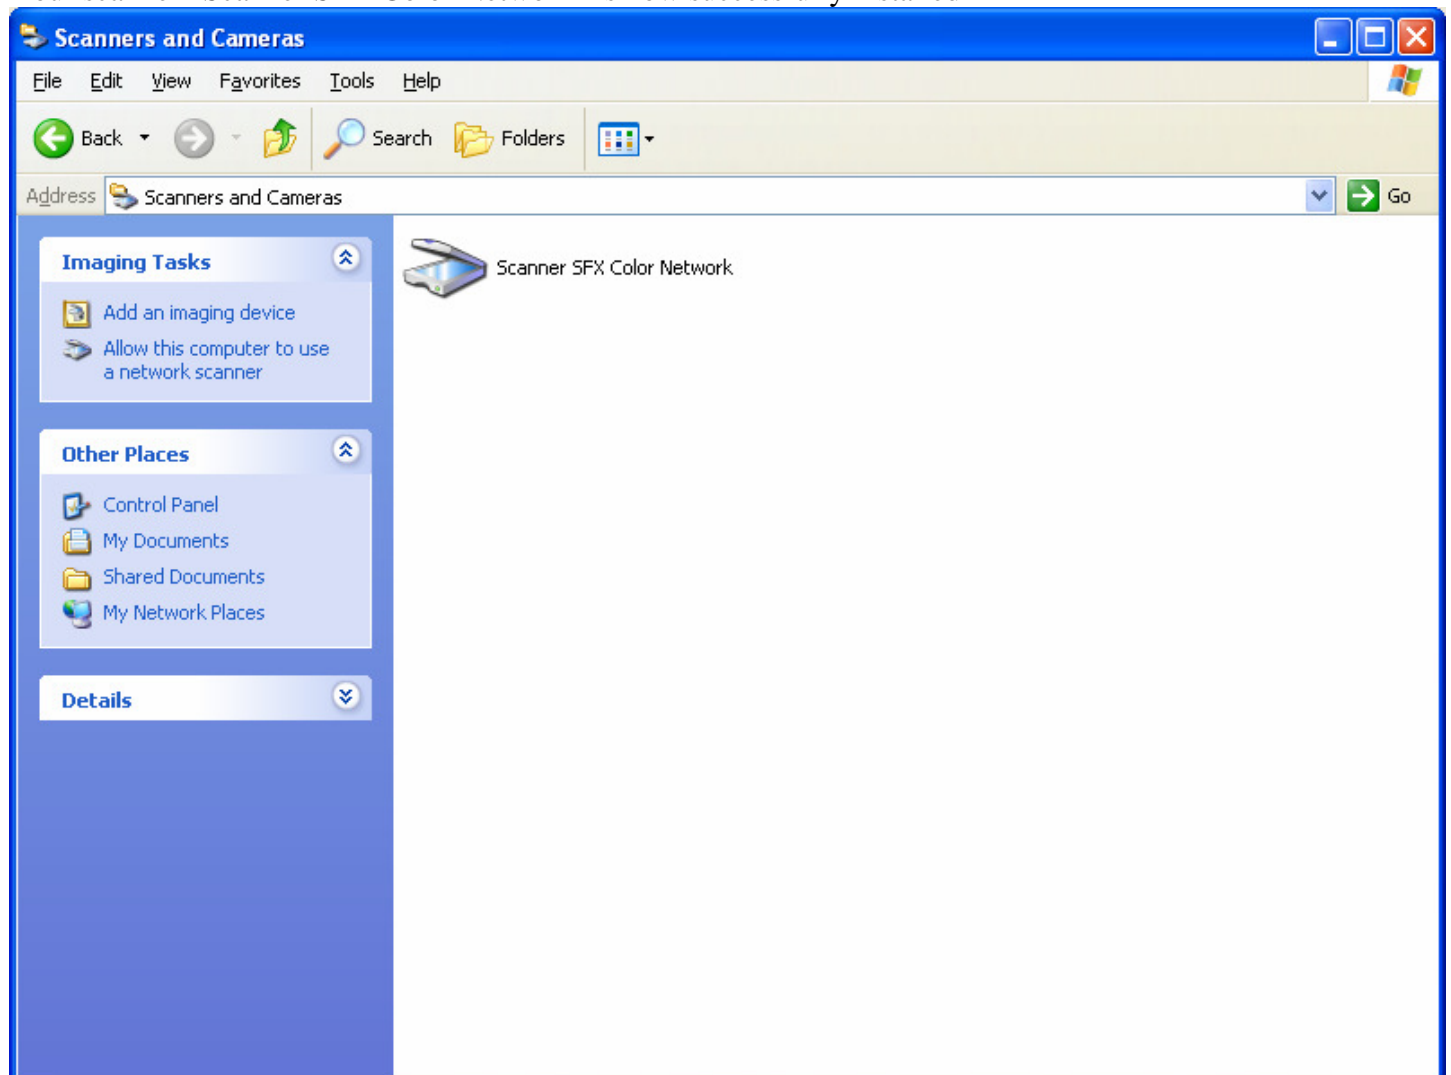 Scanners and Cameras
File Edit View Favorites Tools Help
Back Search Folders
Address Scanners and Cameras Go
Imaging Tasks
Add an imaging device
Allow this computer to use
a network scanner
Scanner SFX Color Network
Other Places
Control Panel
My Documents
Shared Documents
My Network Places
Details